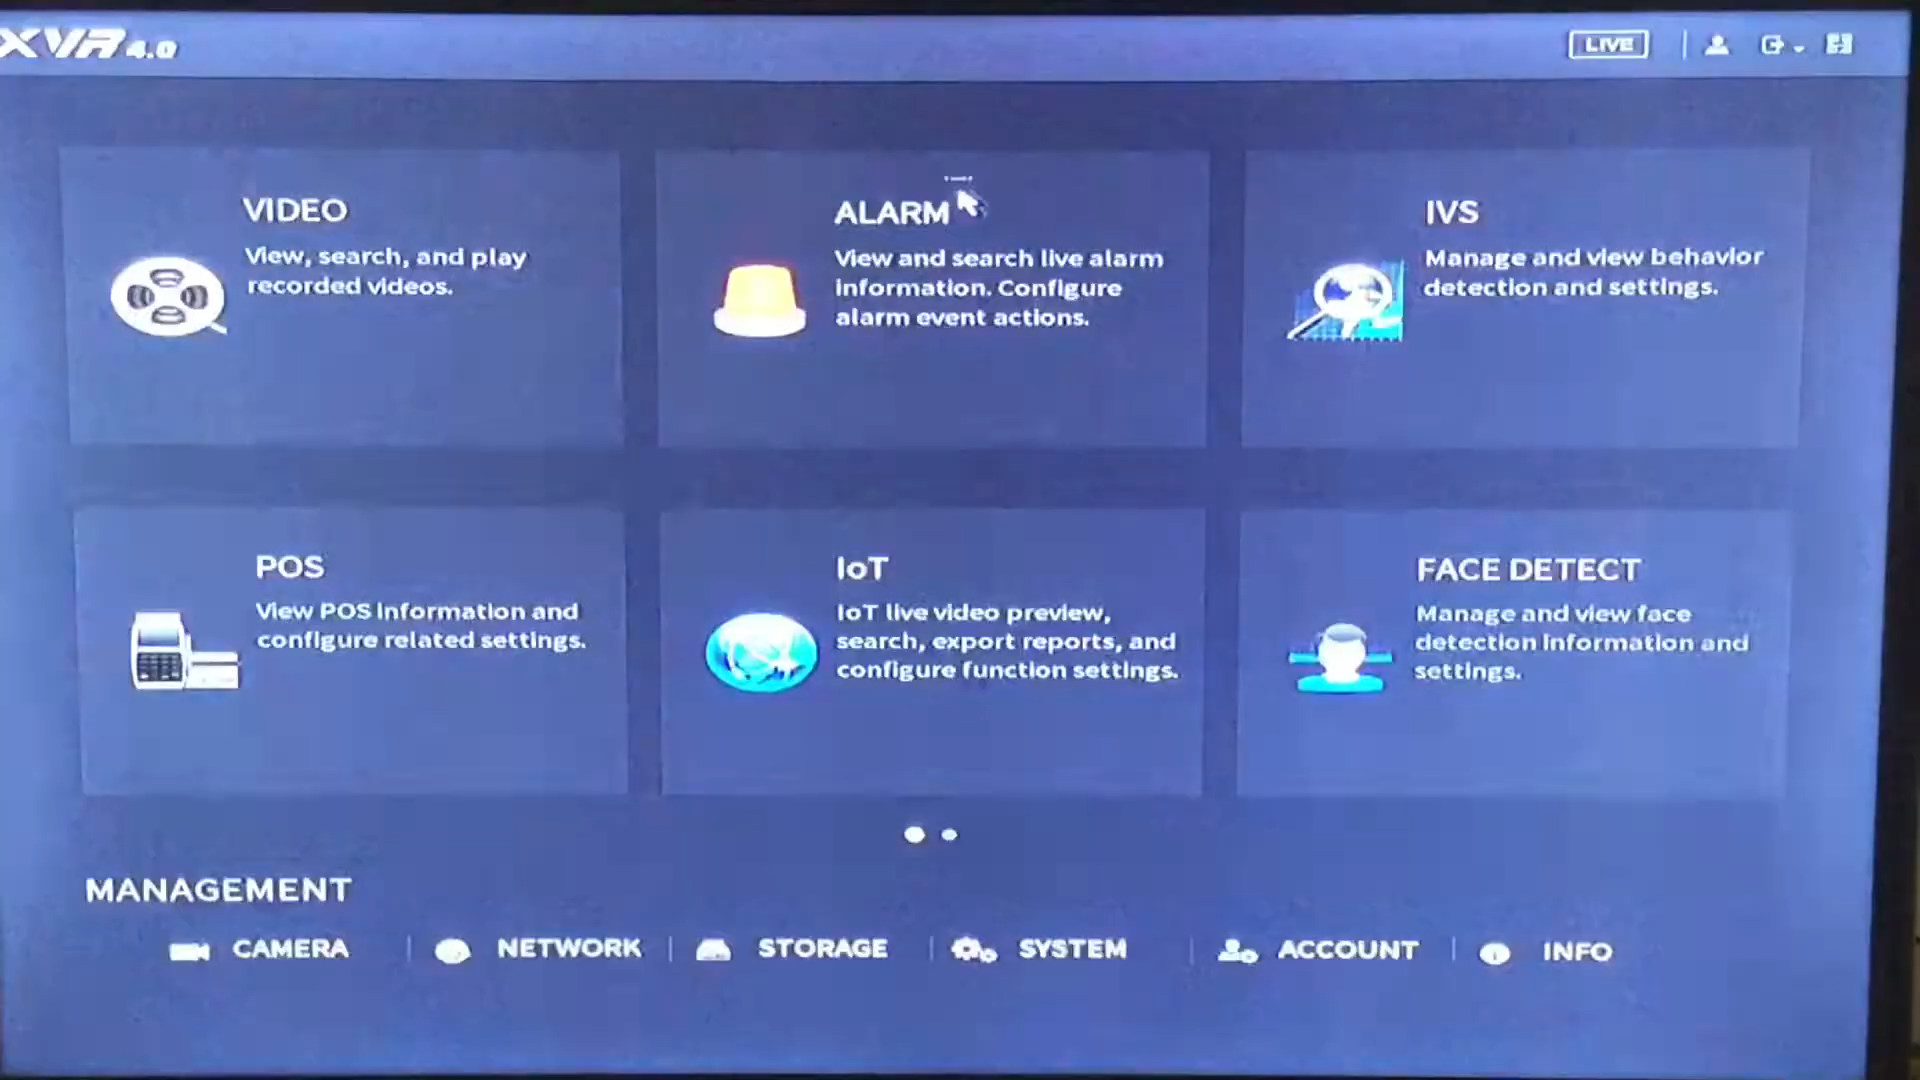 XVR 4.0
LIVE
VIDEO
View, search, and play
recorded videos.
ALARM
View and search live alarm
information. Configure
alarm event actions.
IVS
Manage and view behavior
detection and settings.
POS
View POS information and
configure related settings.
IoT
IoT live video preview,
search, export reports, and
configure function settings.
FACE DETECT
Manage and view face
detection information and
settings.
MANAGEMENT
CAMERA
NETWORK
STORAGE
SYSTEM
ACCOUNT
INFO